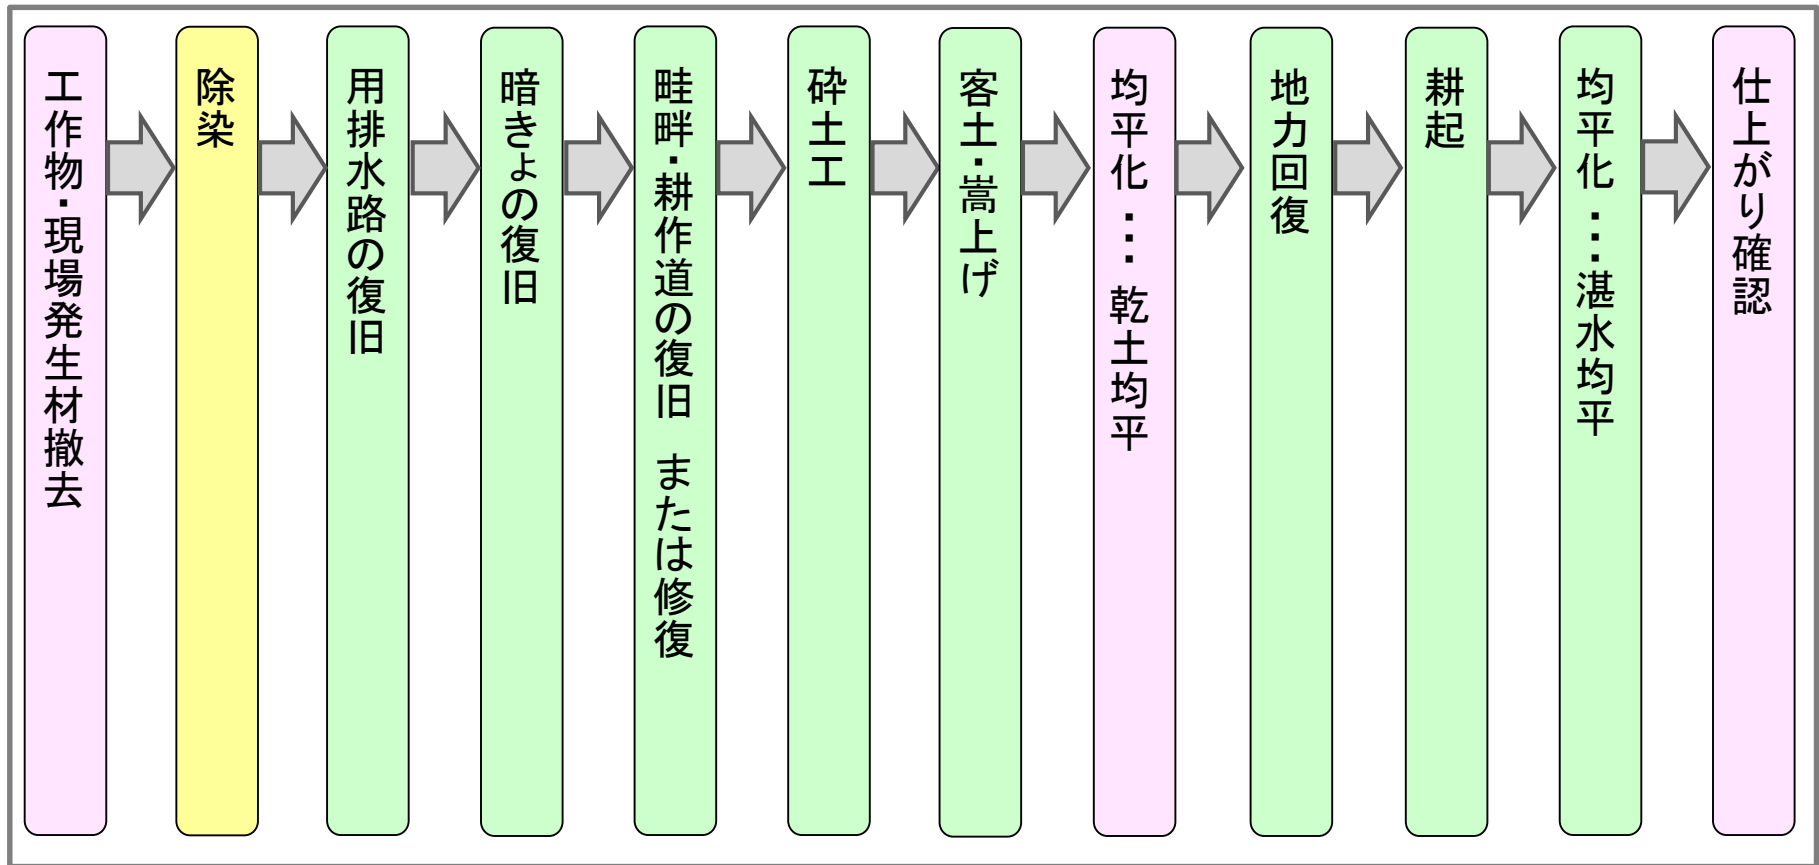 工作物・現場発生材撤去
除染
用排水路の復旧
暗きょの復旧
畦畔・耕作道の復旧 または修復
砕土工
客土・嵩上げ
均平化 ・・・ 乾土均平
地力回復
耕起
均平化 ・・・湛水均平
仕上がり確認